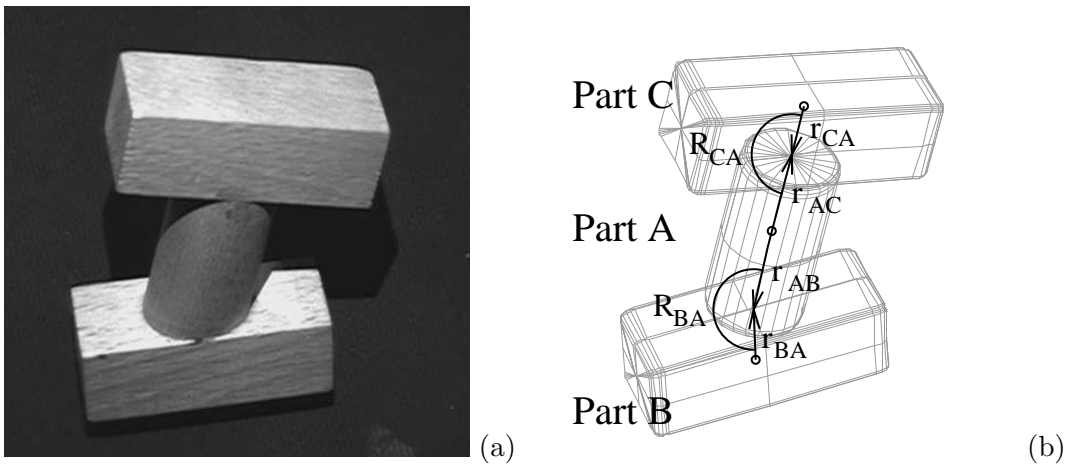 Part C
r_CA
R_CA
r_AC
Part A
r_AB
R_BA
r_BA
Part B
(a)
(b)